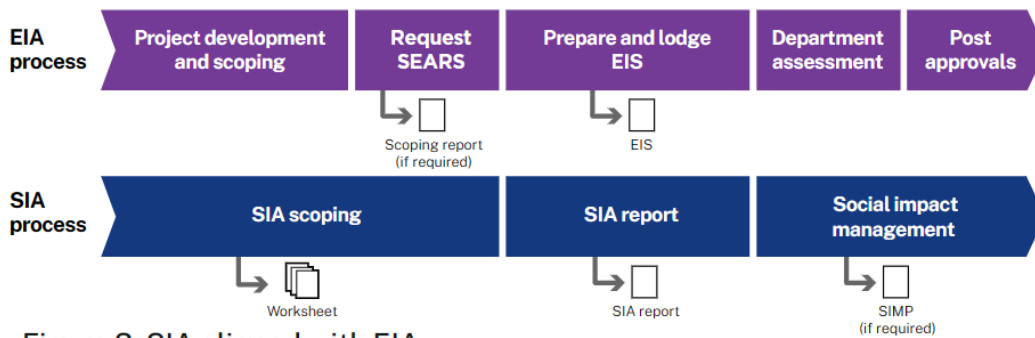 EIA
process
Project development
and scoping
Request
SEARS
Prepare and lodge
EIS
Department
assessment
Post
approvals
Scoping report
(if required)
EIS
SIA
process
SIA scoping
SIA report
Social impact
management
Worksheet
SIA report
SIMP
(if required)